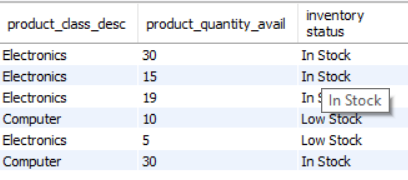 product_class_desc product_quantity_avail inventory status
Electronics 30 In Stock
Electronics 15 In Stock
Electronics 19 In S
In Stock
Computer 10 Low Stock
Electronics 5 Low Stock
Computer 30 In Stock